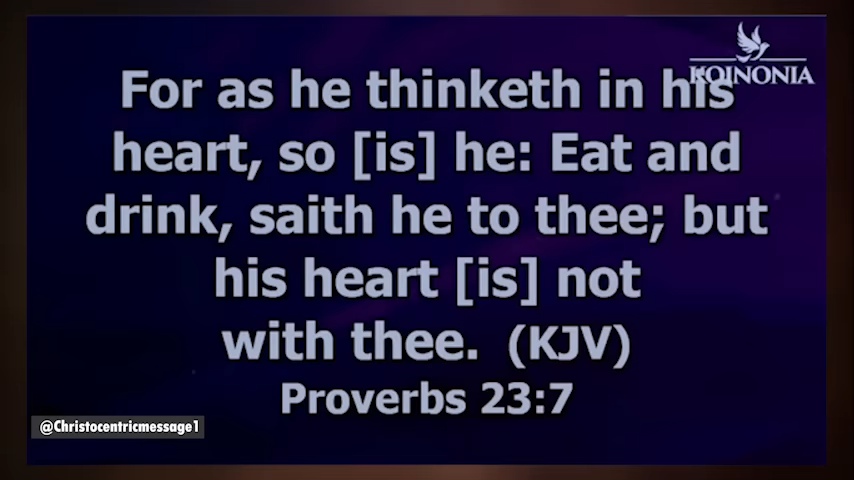 KOINONIA
For as he thinketh in his
heart, so [is] he: Eat and
drink, saith he to thee; but
his heart [is] not
with thee. (KJV)
Proverbs 23:7
@Christocentricmessage1